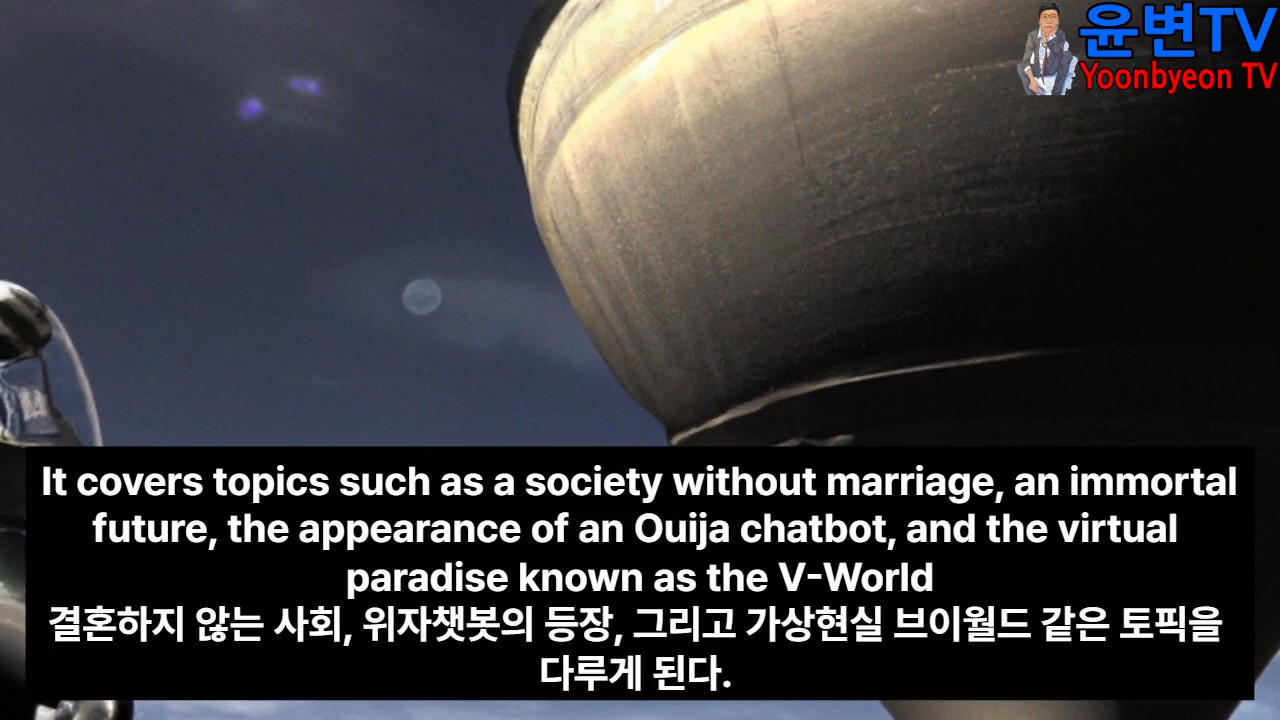 윤변TV
Yoonbyeon TV
It covers topics such as a society without marriage, an immortal
future, the appearance of an Ouija chatbot, and the virtual
paradise known as the V-World
결혼하지 않는 사회, 위자챗봇의 등장, 그리고 가상현실 브이월드 같은 토픽을
다루게 된다.